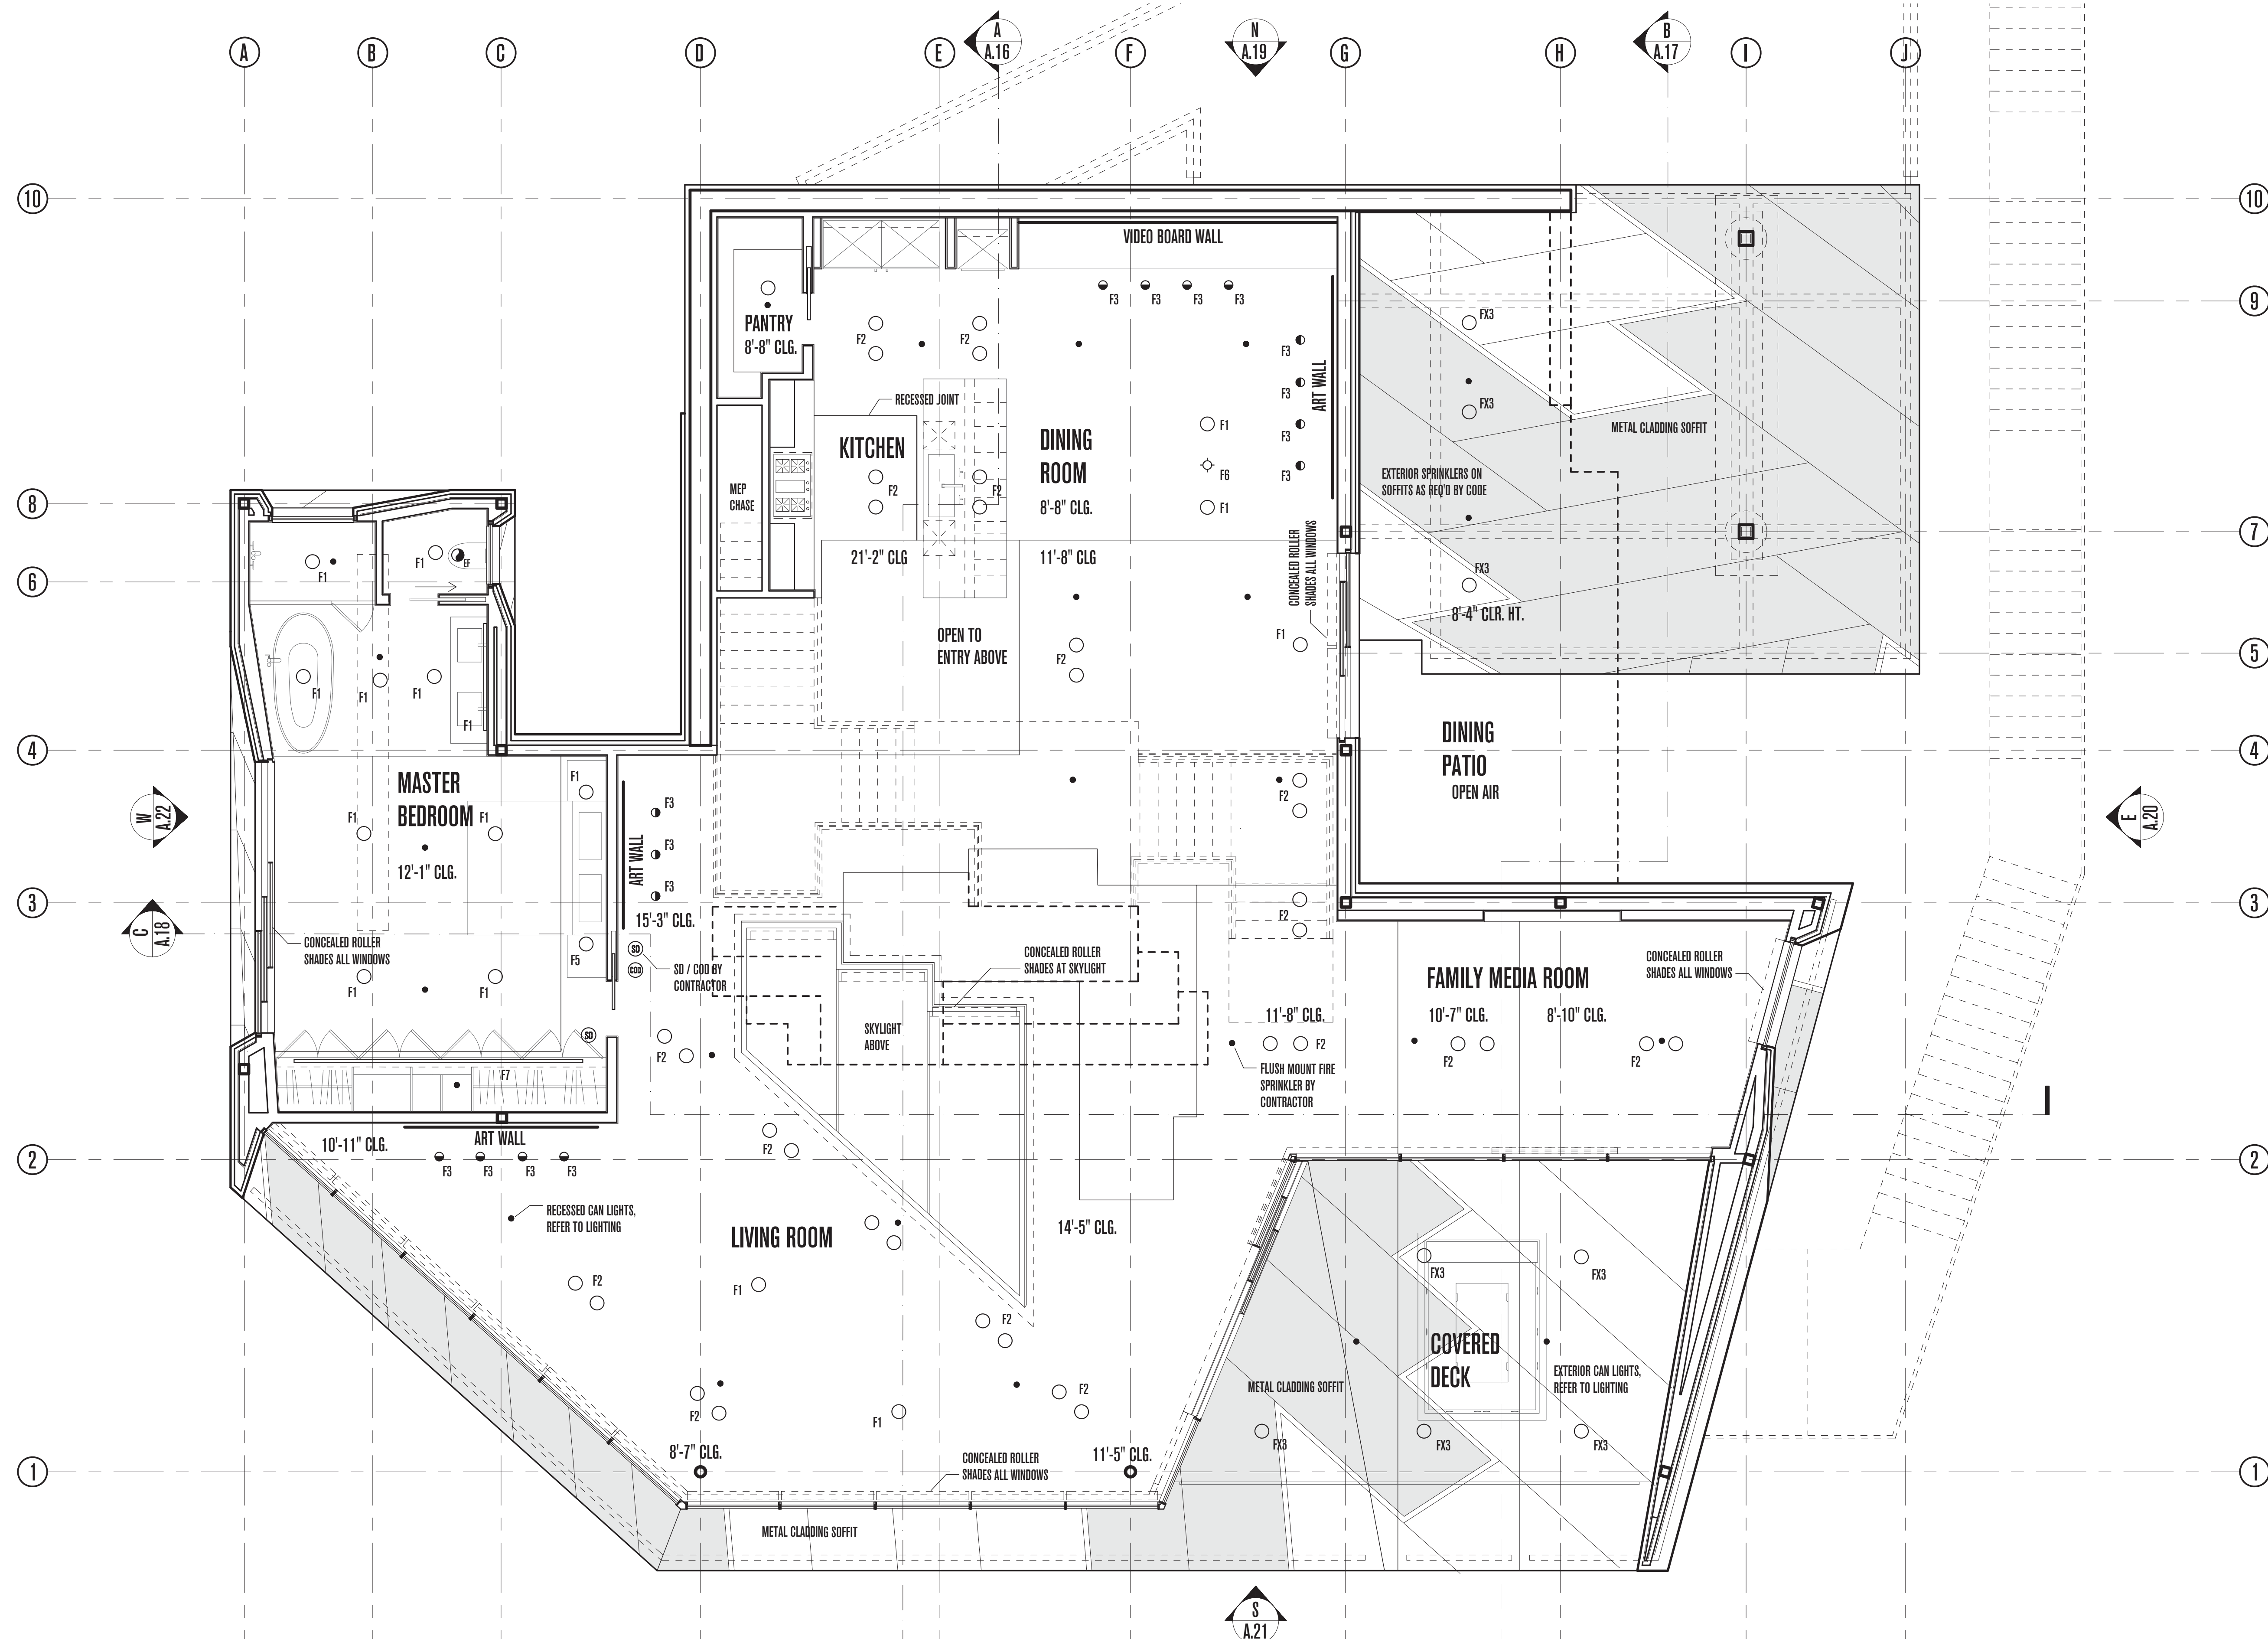 A
B
C
D
E
A
A.16
F
N
A.19
G
H
B
A.17
I
J
10
10
VIDEO BOARD WALL
F3
F3
F3
F3
9
PANTRY
8'-8" CLG.
F2
F2
F3
F3
F3
F3
ART WALL
FX3
FX3
METAL CLADDING SOFFIT
RECESSED JOINT
KITCHEN
DINING
ROOM
8'-8" CLG.
F1
F6
F1
F2
F2
MEP
CHASE
EXTERIOR SPRINKLERS ON
SOFFITS AS REQ'D BY CODE
8
7
21'-2" CLG
11'-8" CLG
CONCEALED ROLLER
SHADES ALL WINDOWS
F1
F1
EF
6
FX3
8'-4" CLR. HT.
OPEN TO
ENTRY ABOVE
F2
F1
5
F1
F1
F1
F1
DINING
PATIO
OPEN AIR
4
4
MASTER
BEDROOM
12'-1" CLG.
F1
F1
F1
F3
F3
F3
ART WALL
15'-3" CLG.
F2
W
A.22
E
A.20
3
3
C
A.18
F2
CONCEALED ROLLER
SHADES ALL WINDOWS
F5
F1
F1
SD
COD
SD / COD BY
CONTRACTOR
SD
CONCEALED ROLLER
SHADES AT SKYLIGHT
SKYLIGHT
ABOVE
F2
F7
11'-8" CLG.
F2
FLUSH MOUNT FIRE
SPRINKLER BY
CONTRACTOR
FAMILY MEDIA ROOM
10'-7" CLG.
8'-10" CLG.
F2
F2
CONCEALED ROLLER
SHADES ALL WINDOWS
10'-11" CLG.
ART WALL
F3
F3
F3
F3
F2
2
2
RECESSED CAN LIGHTS,
REFER TO LIGHTING
LIVING ROOM
14'-5" CLG.
F2
F1
F2
F2
F2
F1
8'-7" CLG.
11'-5" CLG.
CONCEALED ROLLER
SHADES ALL WINDOWS
FX3
FX3
COVERED
DECK
METAL CLADDING SOFFIT
EXTERIOR CAN LIGHTS,
REFER TO LIGHTING
FX3
FX3
FX3
1
1
METAL CLADDING SOFFIT
S
A.21